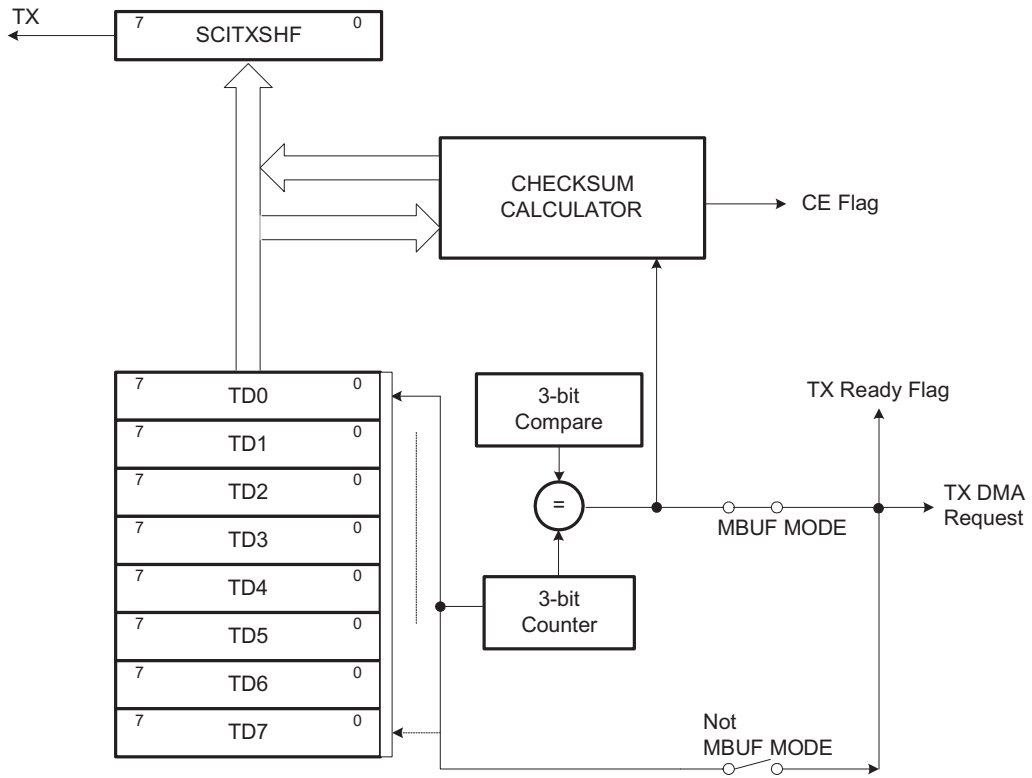 TX
7 SCITXSHF 0
CHECKSUM
CALCULATOR
CE Flag
7 TD0 0
7 TD1 0
7 TD2 0
7 TD3 0
7 TD4 0
7 TD5 0
7 TD6 0
7 TD7 0
3-bit
Compare
=
3-bit
Counter
MBUF MODE
TX Ready Flag
TX DMA
Request
Not
MBUF MODE